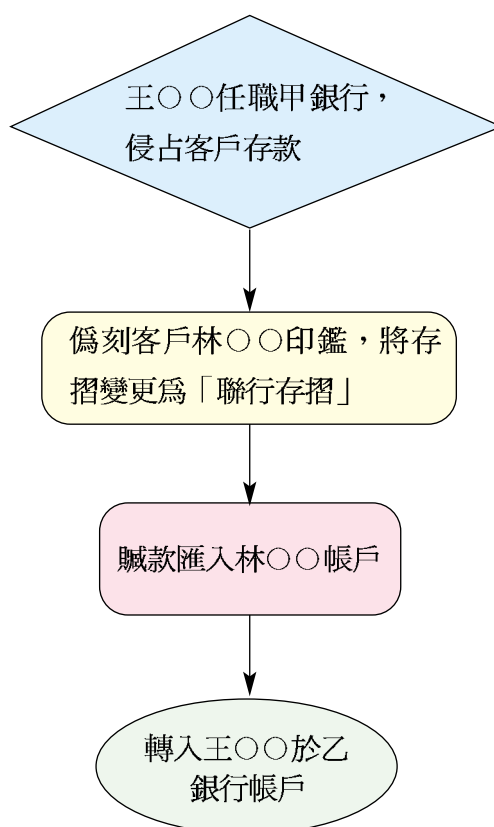 王○○任職甲銀行，
侵占客戶存款
偽刻客戶林○○印鑑，將存
摺變更為「聯行存摺」
贓款匯入林○○帳戶
轉入王○○於乙
銀行帳戶